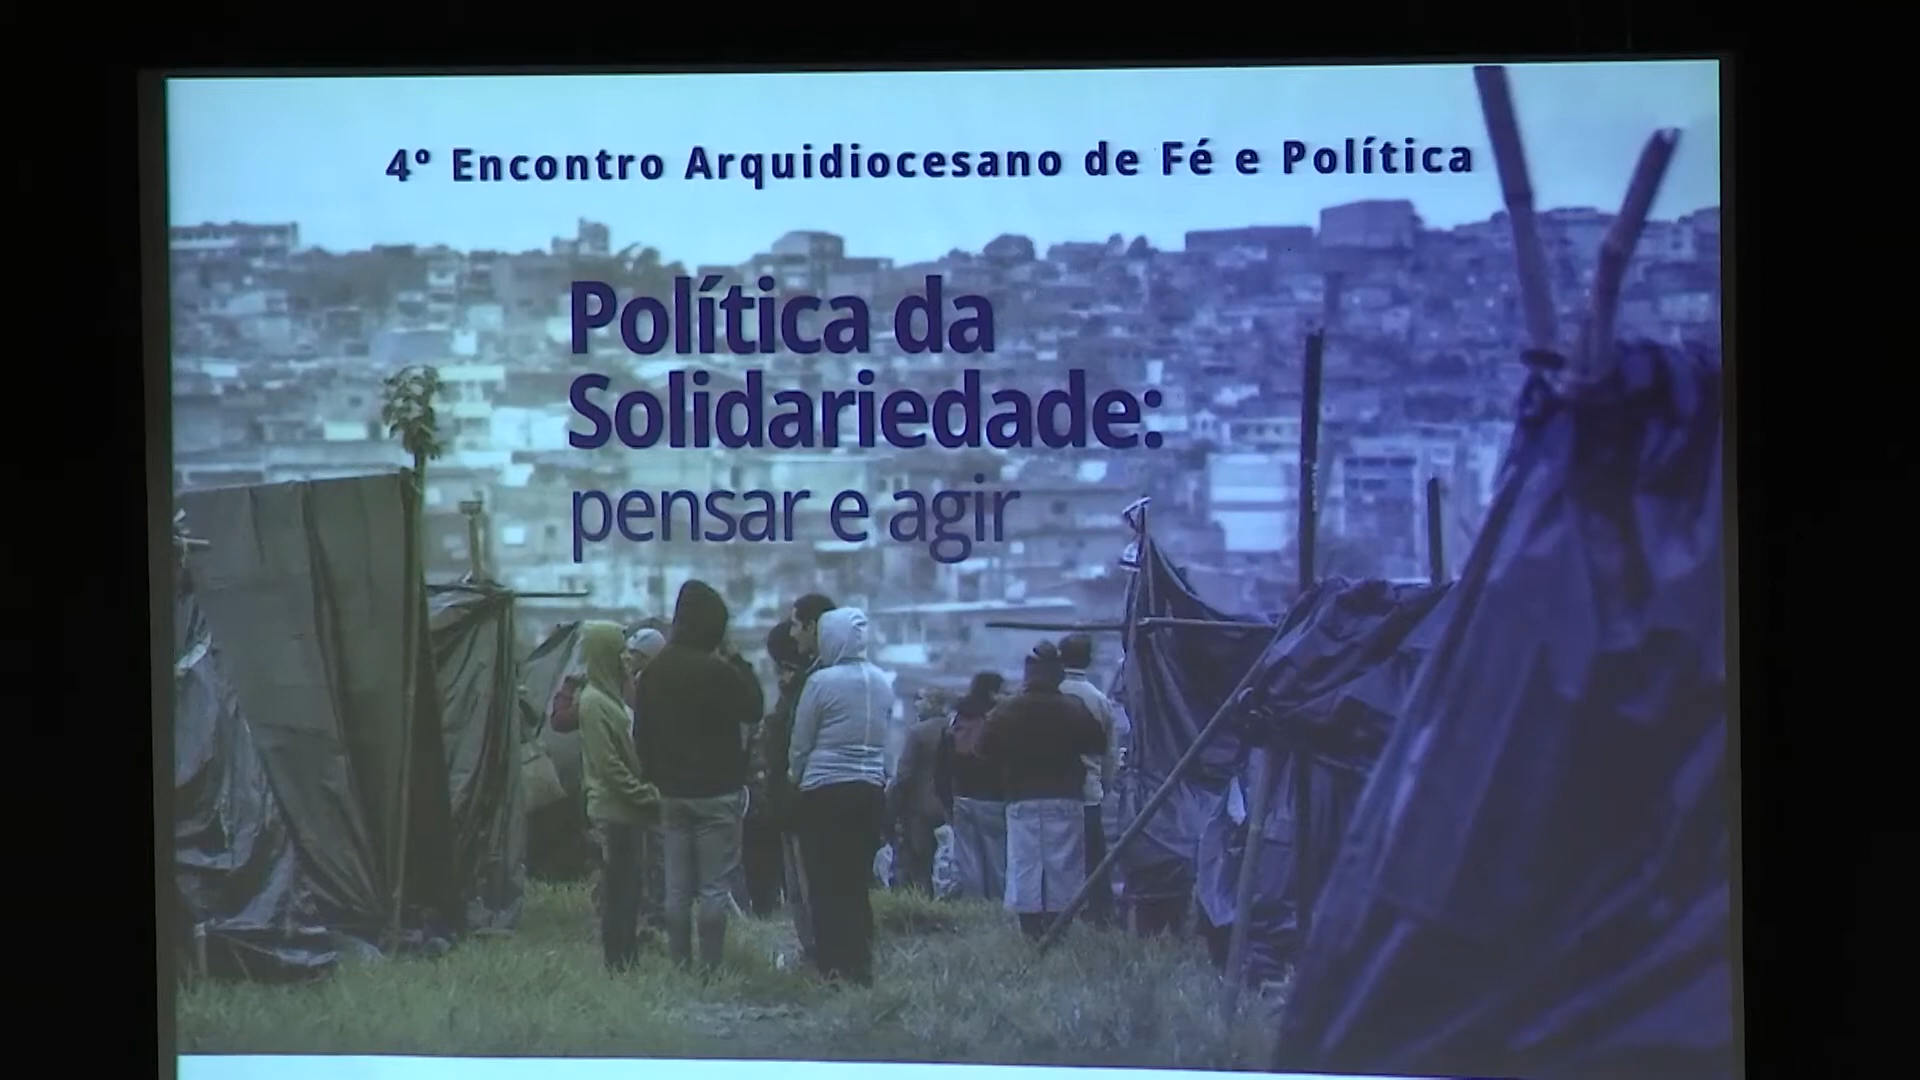 4º Encontro Arquidiocesano de Fé e Política
Política da
Solidariedade:
pensar e agir